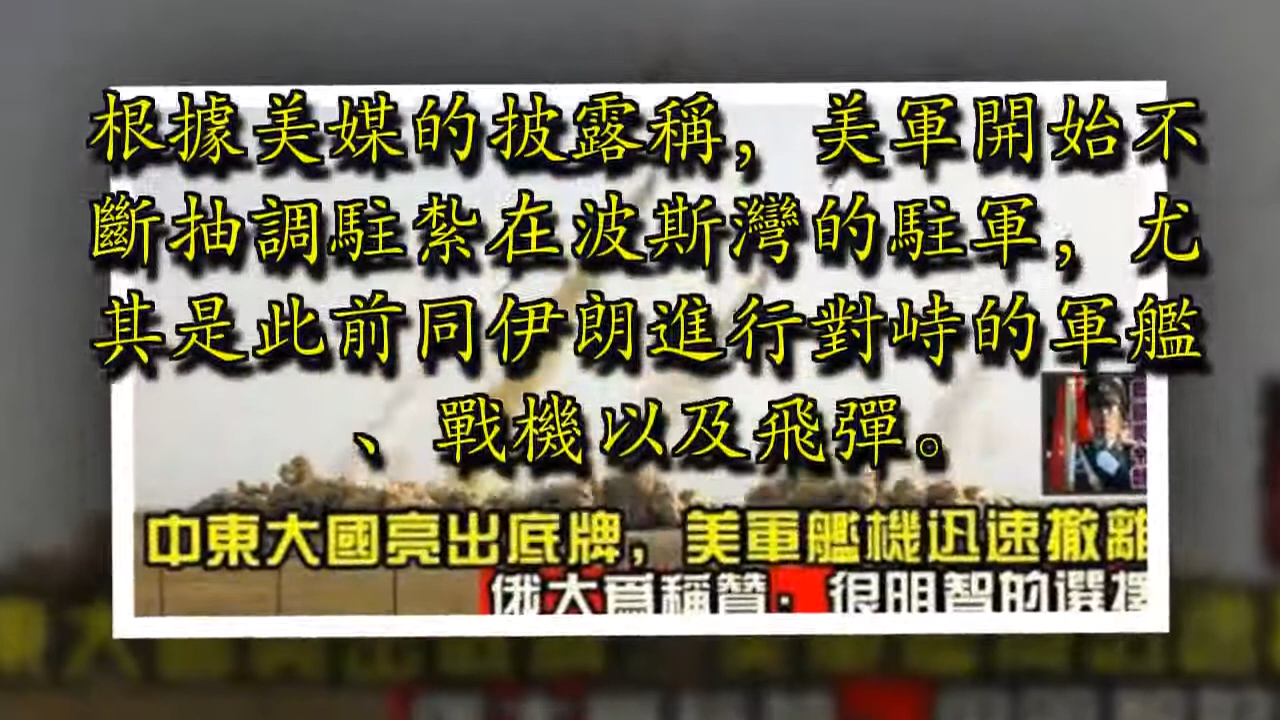 根據美媒的披露稱，美軍開始不
斷抽調駐紮在波斯灣的駐軍，尤
其是此前同伊朗進行對峙的軍艦
、戰機以及飛彈。
中東大國亮出底牌，美軍艦機迅速撤離
俄大爲稱贊：很明智的選擇